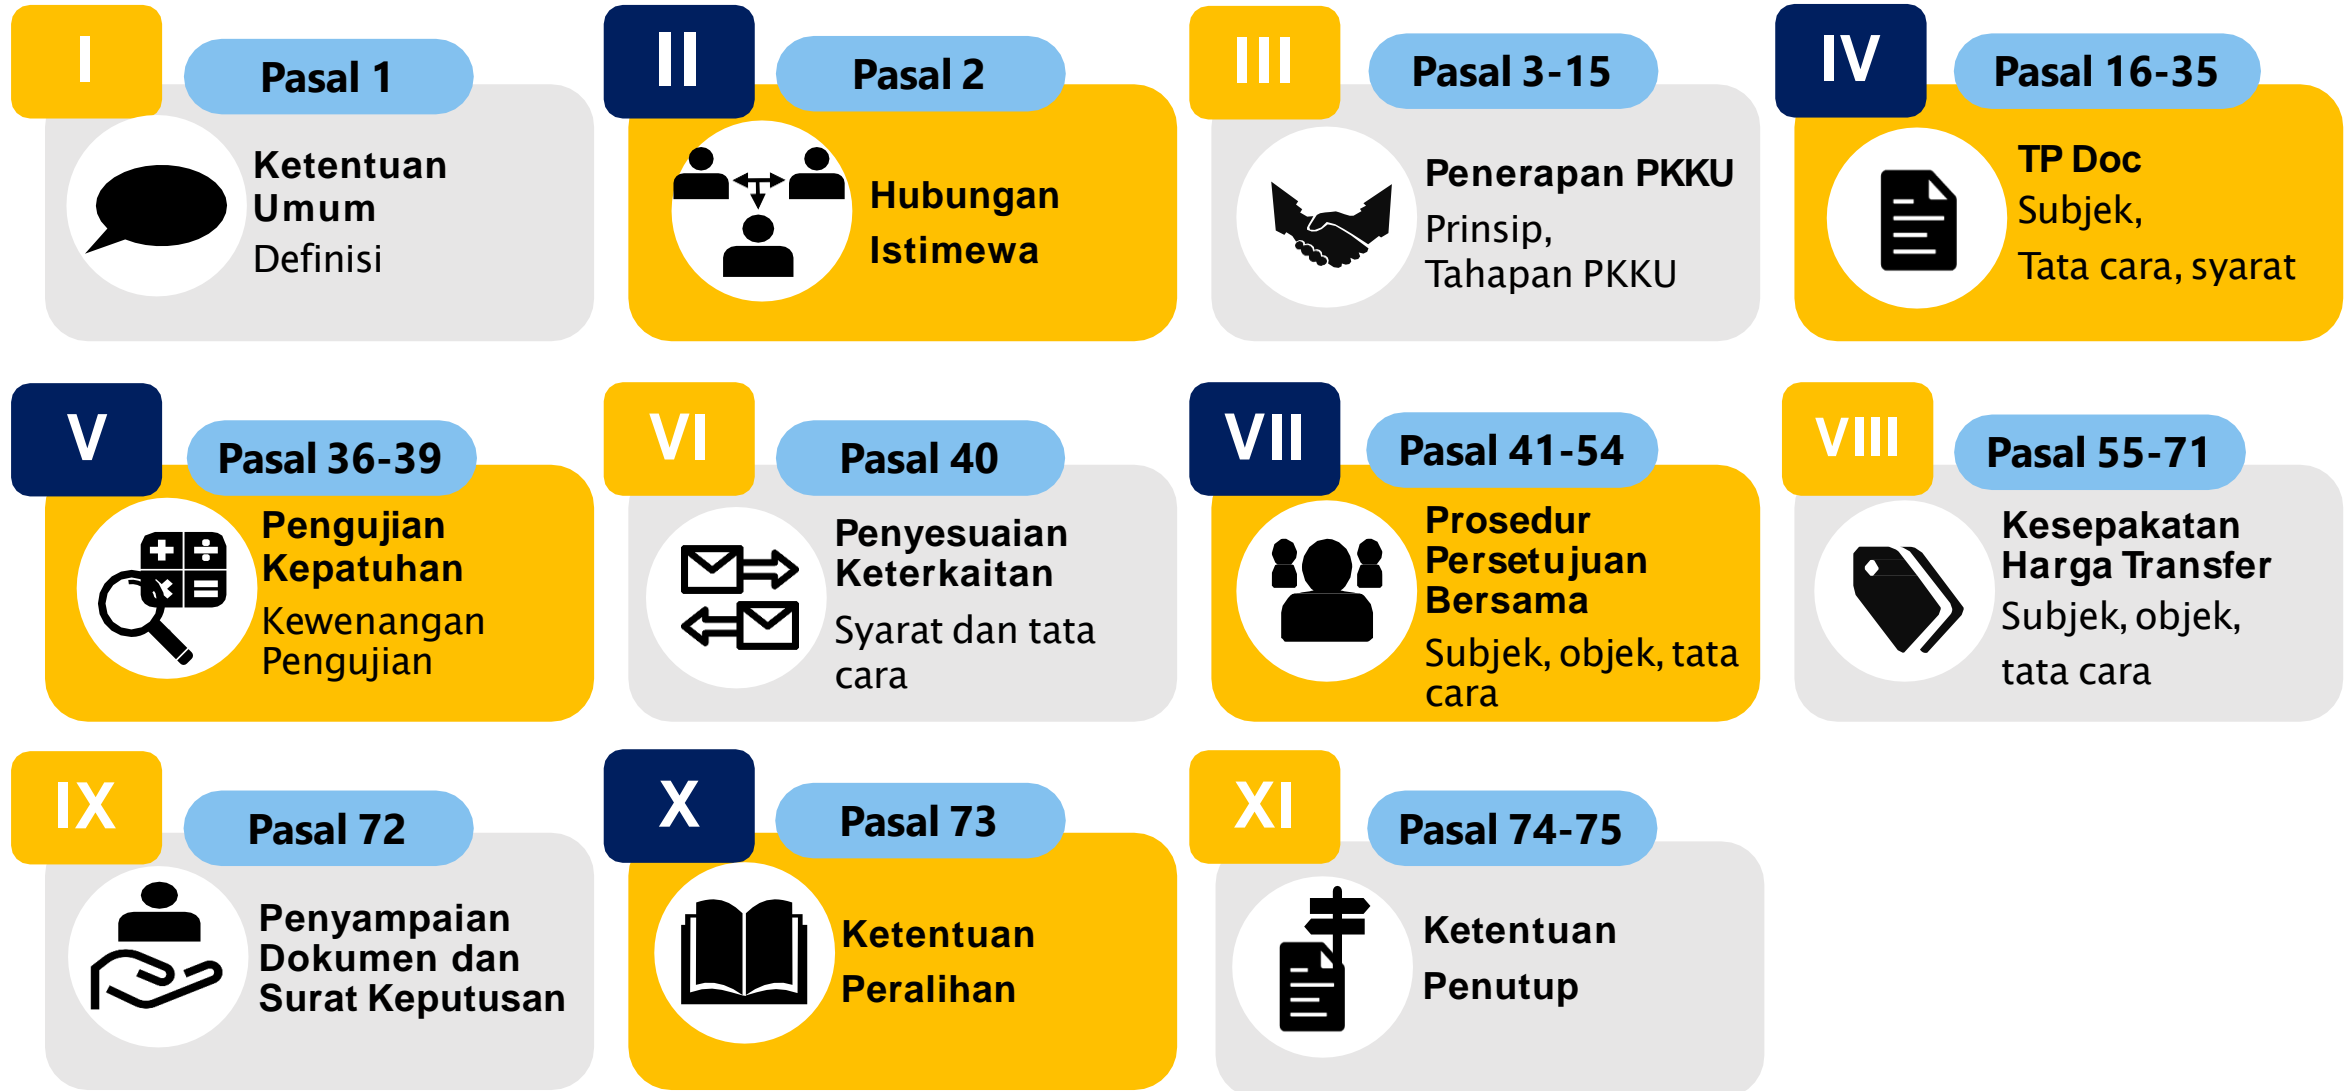 I
Pasal 1
Ketentuan
Umum
Definisi
II
Pasal 2
Hubungan
Istimewa
III
Pasal 3-15
Penerapan PKKU
Prinsip,
Tahapan PKKU
IV
Pasal 16-35
TP Doc
Subjek,
Tata cara, syarat
V
Pasal 36-39
Pengujian
Kepatuhan
Kewenangan
Pengujian
VI
Pasal 40
Penyesuaian
Keterkaitan
Syarat dan tata
cara
VII
Pasal 41-54
Prosedur
Persetujuan
Bersama
Subjek, objek, tata
cara
VIII
Pasal 55-71
Kesepakatan
Harga Transfer
Subjek, objek,
tata cara
IX
Pasal 72
Penyampaian
Dokumen dan
Surat Keputusan
X
Pasal 73
Ketentuan
Peralihan
XI
Pasal 74-75
Ketentuan
Penutup